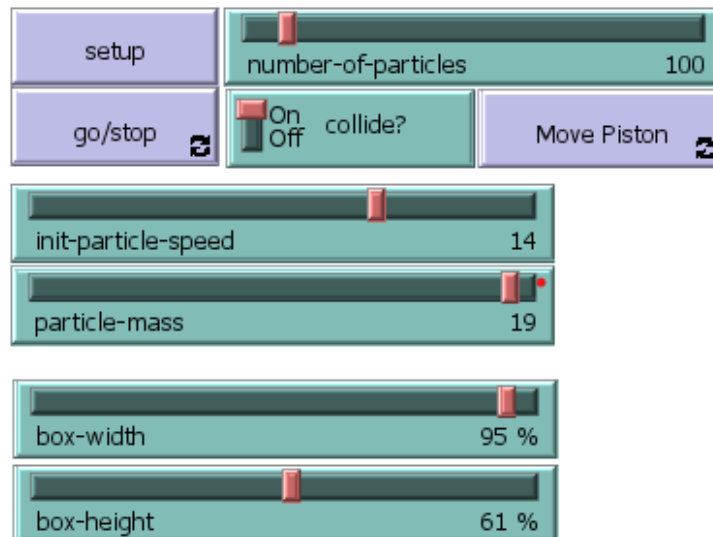 setup
number-of-particles 100
go/stop
On
Off
collide?
Move Piston
init-particle-speed 14
particle-mass 19
box-width 95 %
box-height 61 %